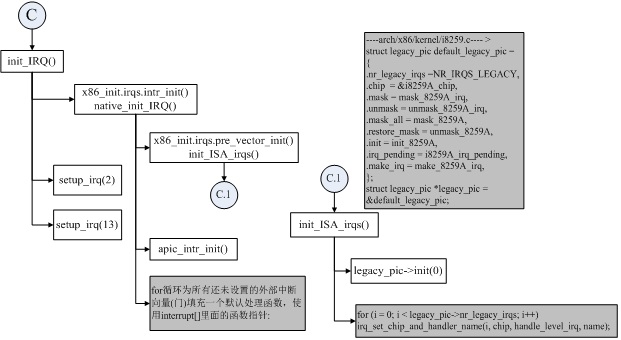 C
init_IRQ()
x86_init.irqs.intr_init()
native_init_IRQ()
x86_init.irqs.pre_vector_init()
init_ISA_irqs()
C.1
setup_irq(2)
setup_irq(13)
apic_intr_init()
for循环为所有还未设置的外部中断
向量(门)填充一个默认处理函数，使
用interrupt[]里面的函数指针:
----arch/x86/kernel/i8259.c---- >
struct legacy_pic default_legacy_pic =
{
.nr_legacy_irqs =NR_IRQS_LEGACY,
.chip = &i8259A_chip,
.mask = mask_8259A_irq,
.unmask = unmask_8259A_irq,
.mask_all = mask_8259A,
.restore_mask = unmask_8259A,
.init = init_8259A,
.irq_pending = i8259A_irq_pending,
.make_irq = make_8259A_irq,
};
struct legacy_pic *legacy_pic =
&default_legacy_pic;
C.1
init_ISA_irqs()
legacy_pic->init(0)
for (i = 0; i < legacy_pic->nr_legacy_irqs; i++)
irq_set_chip_and_handler_name(i, chip, handle_level_irq, name);